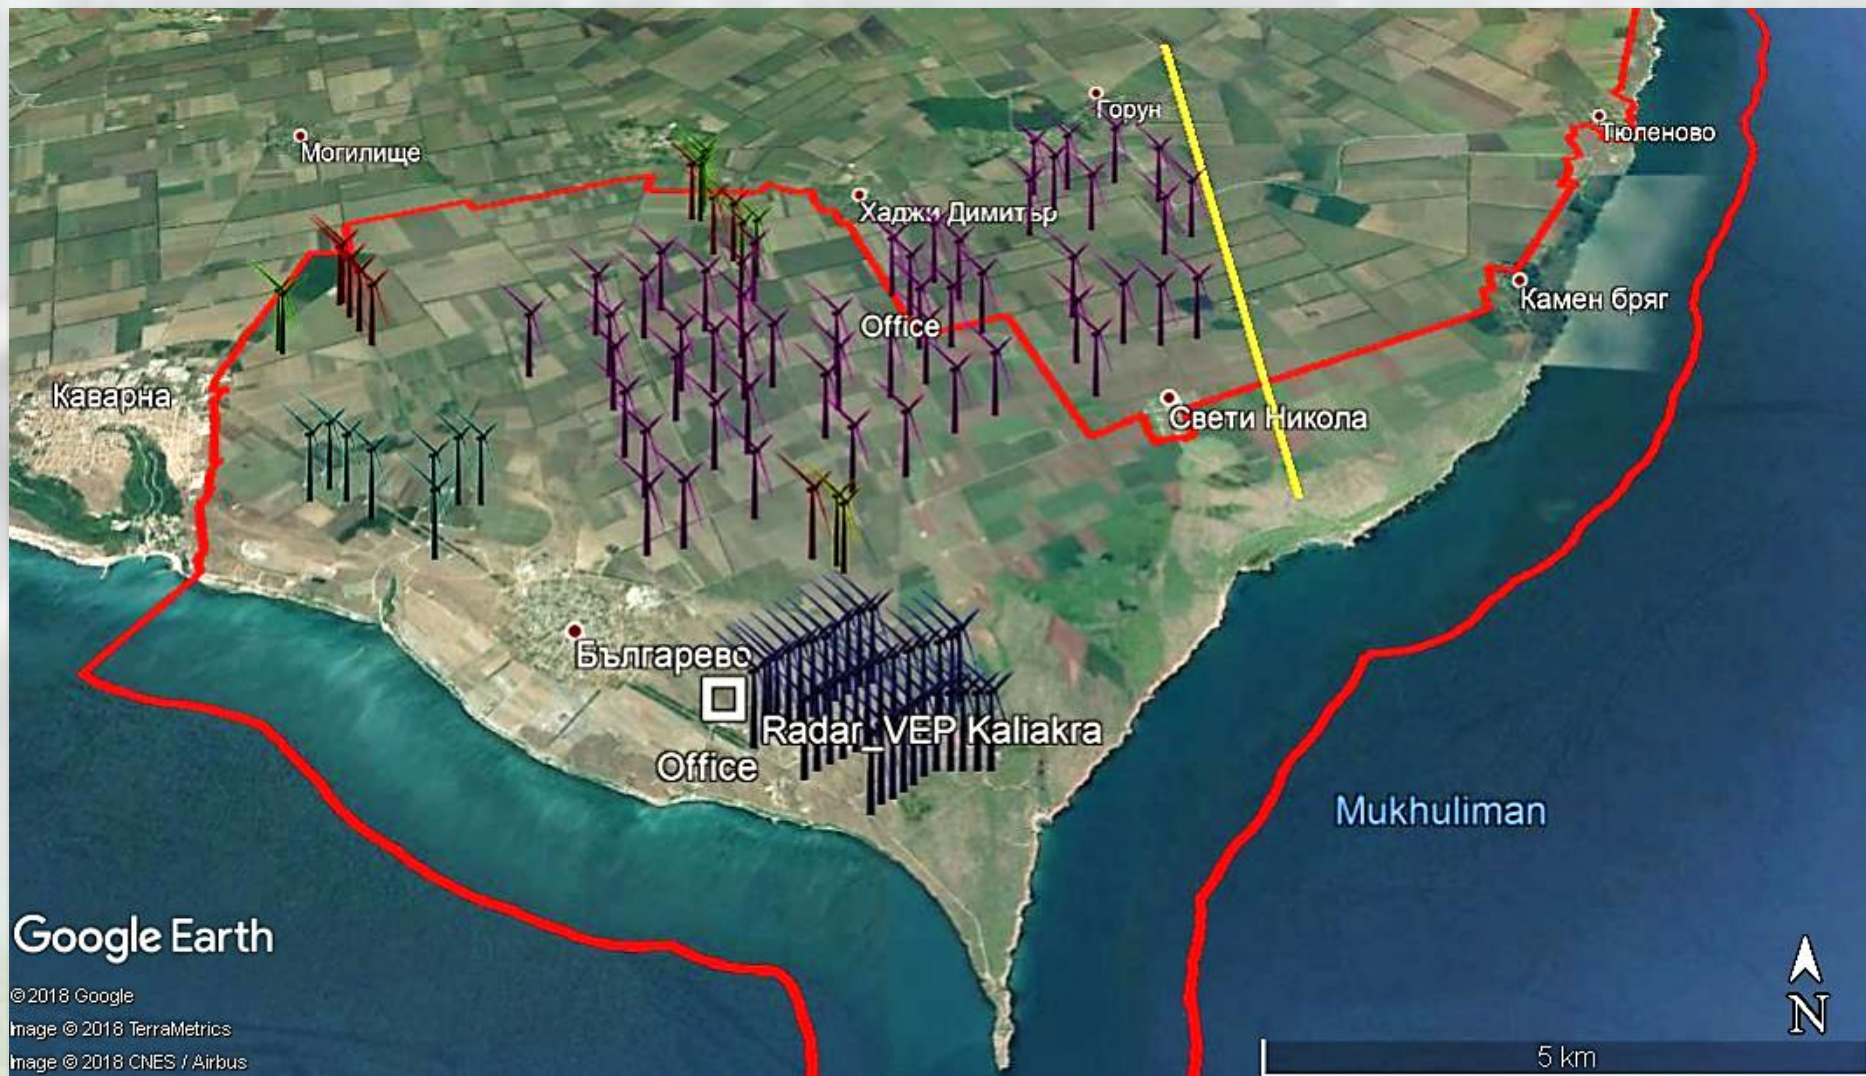 Горун
Тюленово
Могилище
Хаджи Димитър
Камен бряг
Office
Каварна
Свети Никола
Българево
Radar_VEP Kaliakra
Office
Mukhuliman
Google Earth
© 2018 Google
Image © 2018 TerraMetrics
Image © 2018 CNES / Airbus
N
5 km